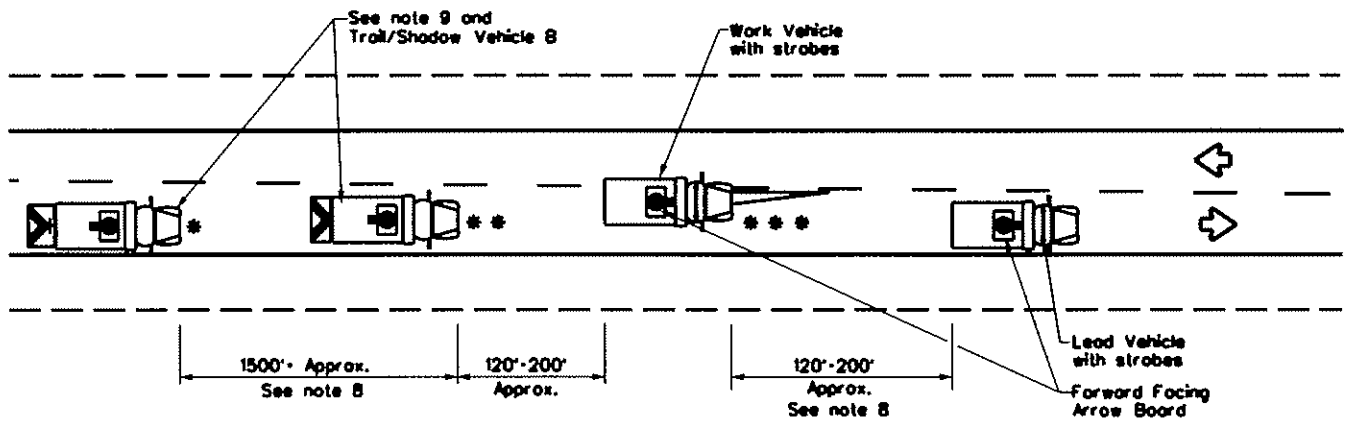 See note 9 and
Trail/Shadow Vehicle 8
Work Vehicle
with strobes
*
* *
* * *
1500'+ Approx.
See note 8
120'-200'
Approx.
120'-200'
Approx.
See note 8
Lead Vehicle
with strobes
Forward Facing
Arrow Board